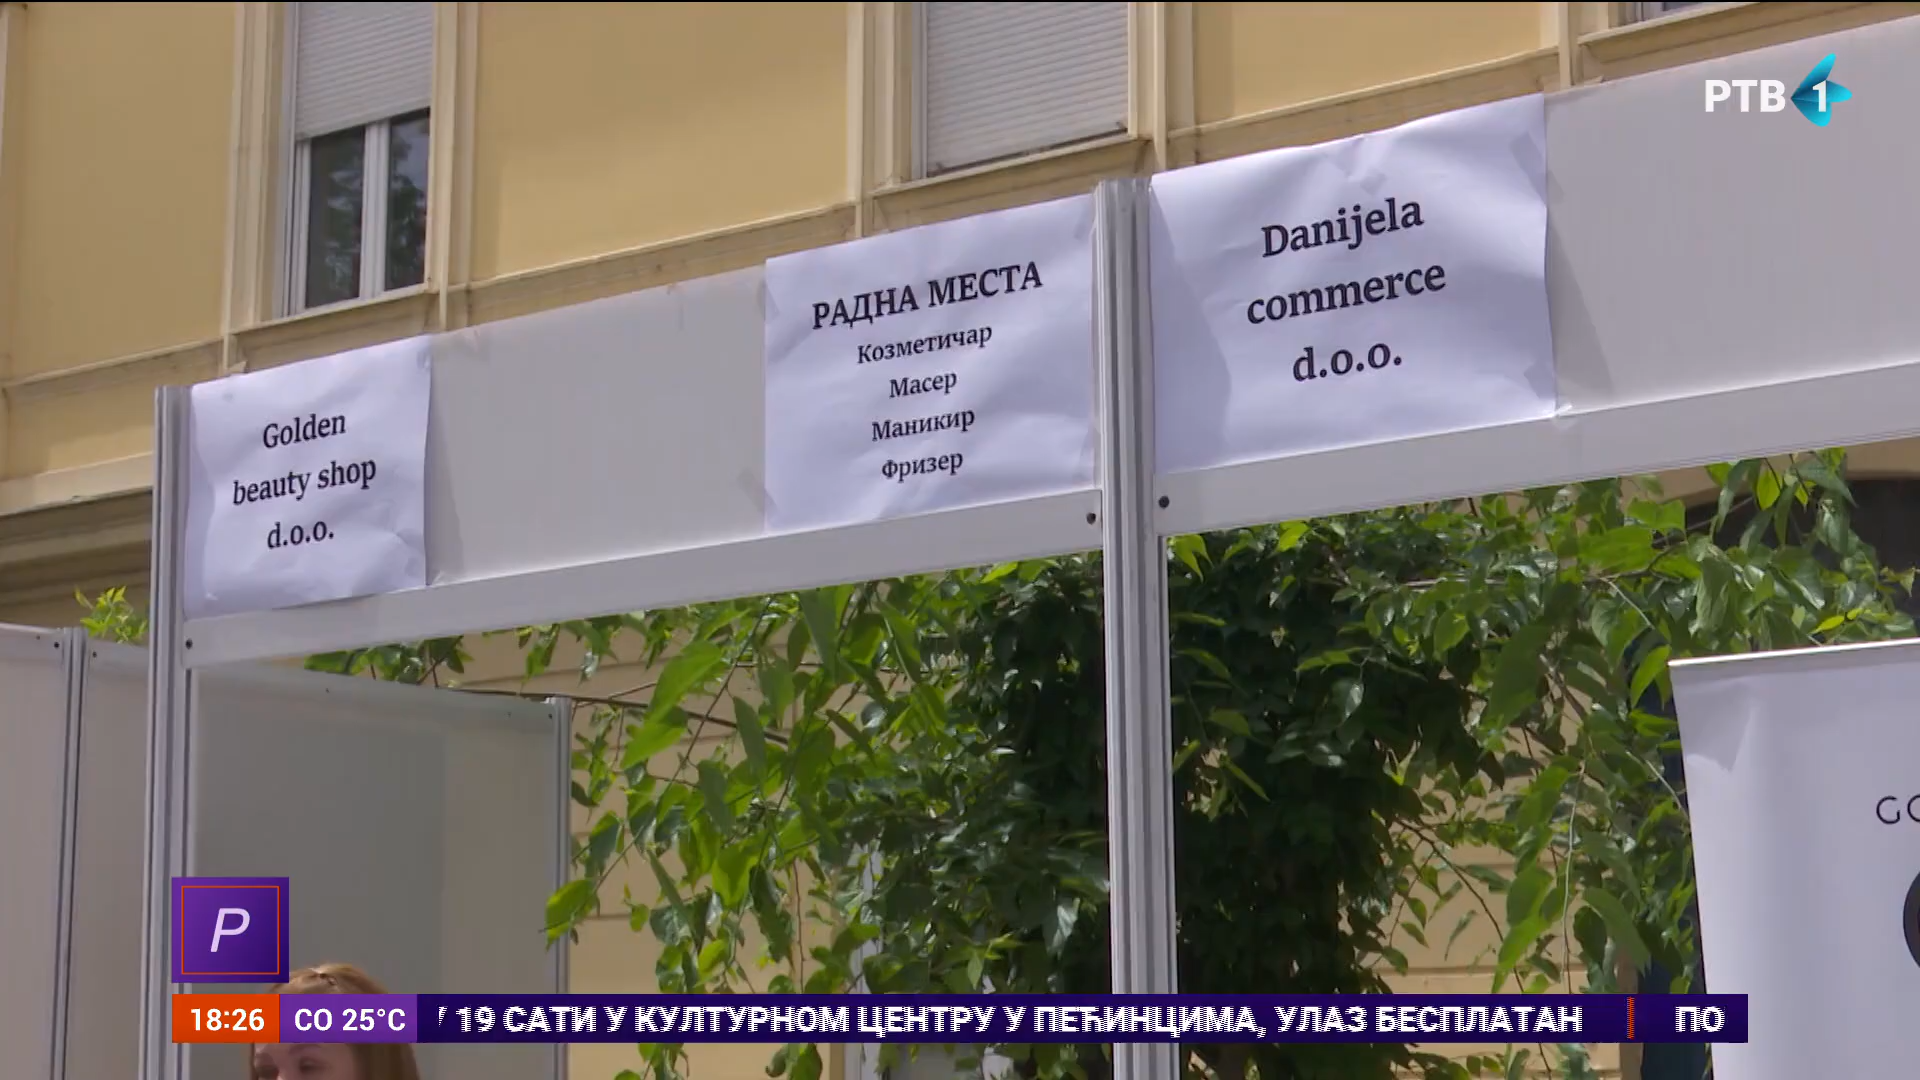 РТВ 1
Golden
beauty shop
d.o.o.
РАДНА МЕСТА
Козметичар
Масер
Маникир
Фризер
Danijela
commerce
d.o.o.
P
18:26 СО 25°C 19 САТИ У КУЛТУРНОМ ЦЕНТРУ У ПЕЋИНЦИМА, УЛАЗ БЕСПЛАТАН | ПО